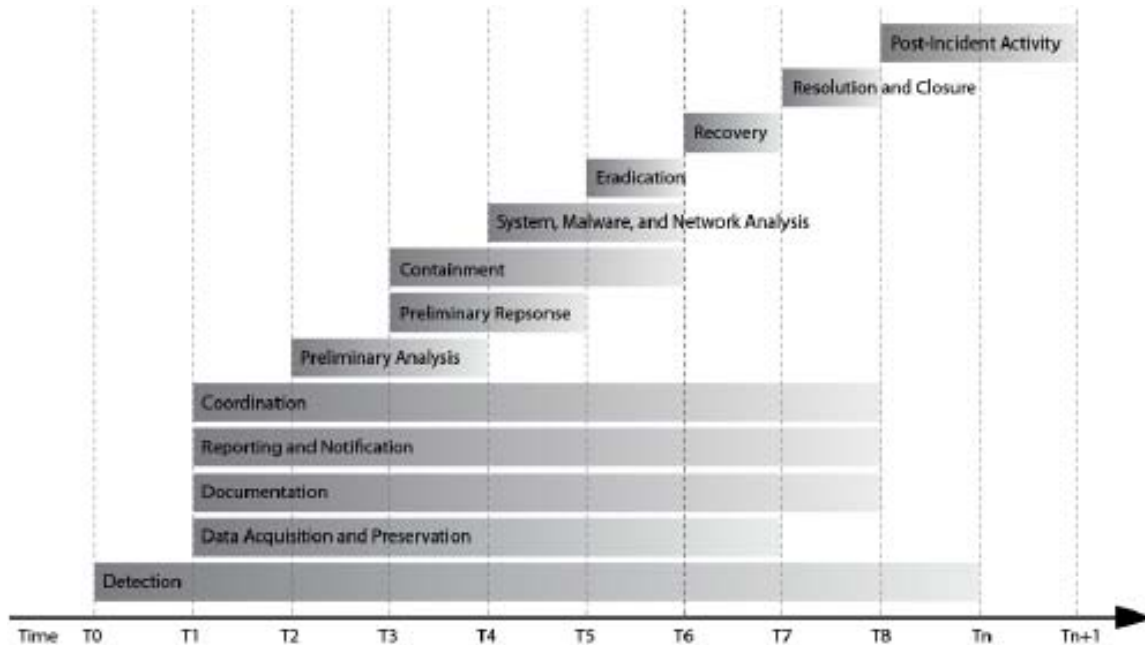 Post-Incident Activity
Resolution and Closure
Recovery
Eradication
System, Malware, and Network Analysis
Containment
Preliminary Repsonse
Preliminary Analysis
Coordination
Reporting and Notification
Documentation
Data Acquisition and Preservation
Detection
Time T0 T1 T2 T3 T4 T5 T6 T7 T8 Tn Tn+1